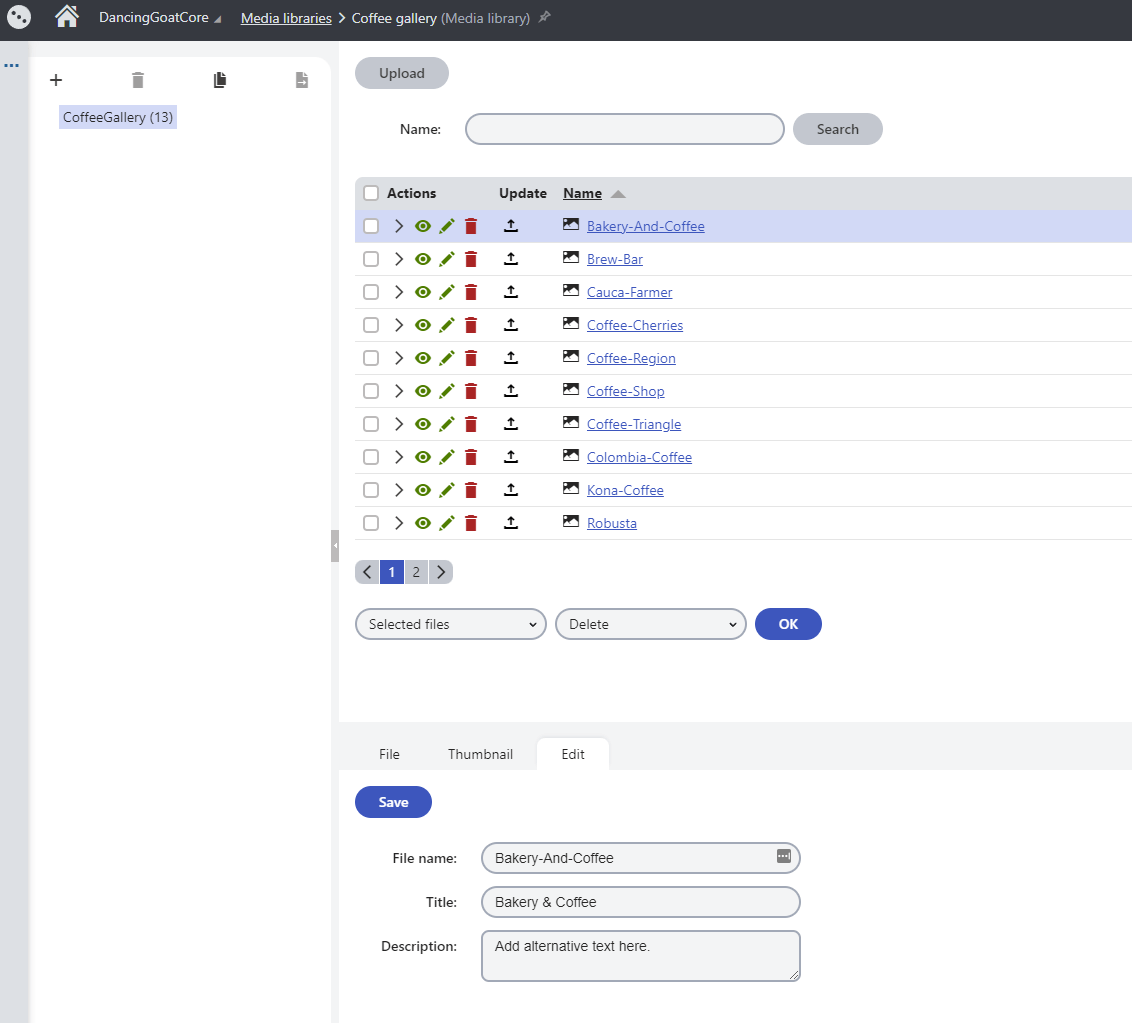 DancingGoatCore Media libraries > Coffee gallery (Media library)
CoffeeGallery (13)
Upload
Name:
Search
Actions Update Name
Bakery-And-Coffee
Brew-Bar
Cauca-Farmer
Coffee-Cherries
Coffee-Region
Coffee-Shop
Coffee-Triangle
Colombia-Coffee
Kona-Coffee
Robusta
1 2
Selected files Delete OK
File Thumbnail Edit
Save
File name: Bakery-And-Coffee
Title: Bakery & Coffee
Description: Add alternative text here.